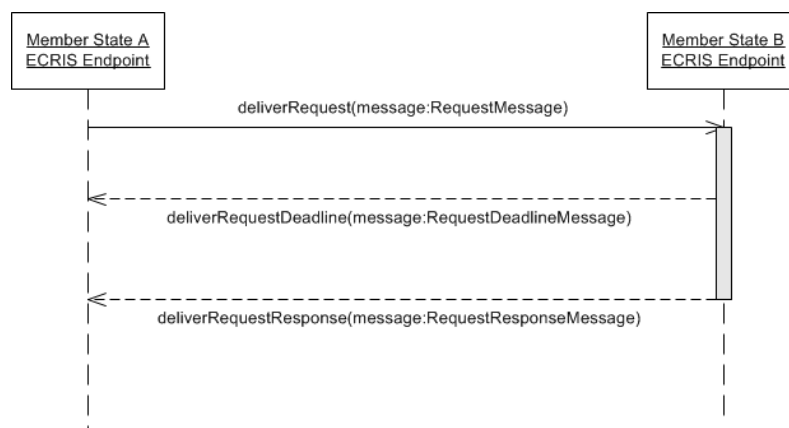 Member State A
ECRIS Endpoint
Member State B
ECRIS Endpoint
deliverRequest(message:RequestMessage)
deliverRequestDeadline(message:RequestDeadlineMessage)
deliverRequestResponse(message:RequestResponseMessage)